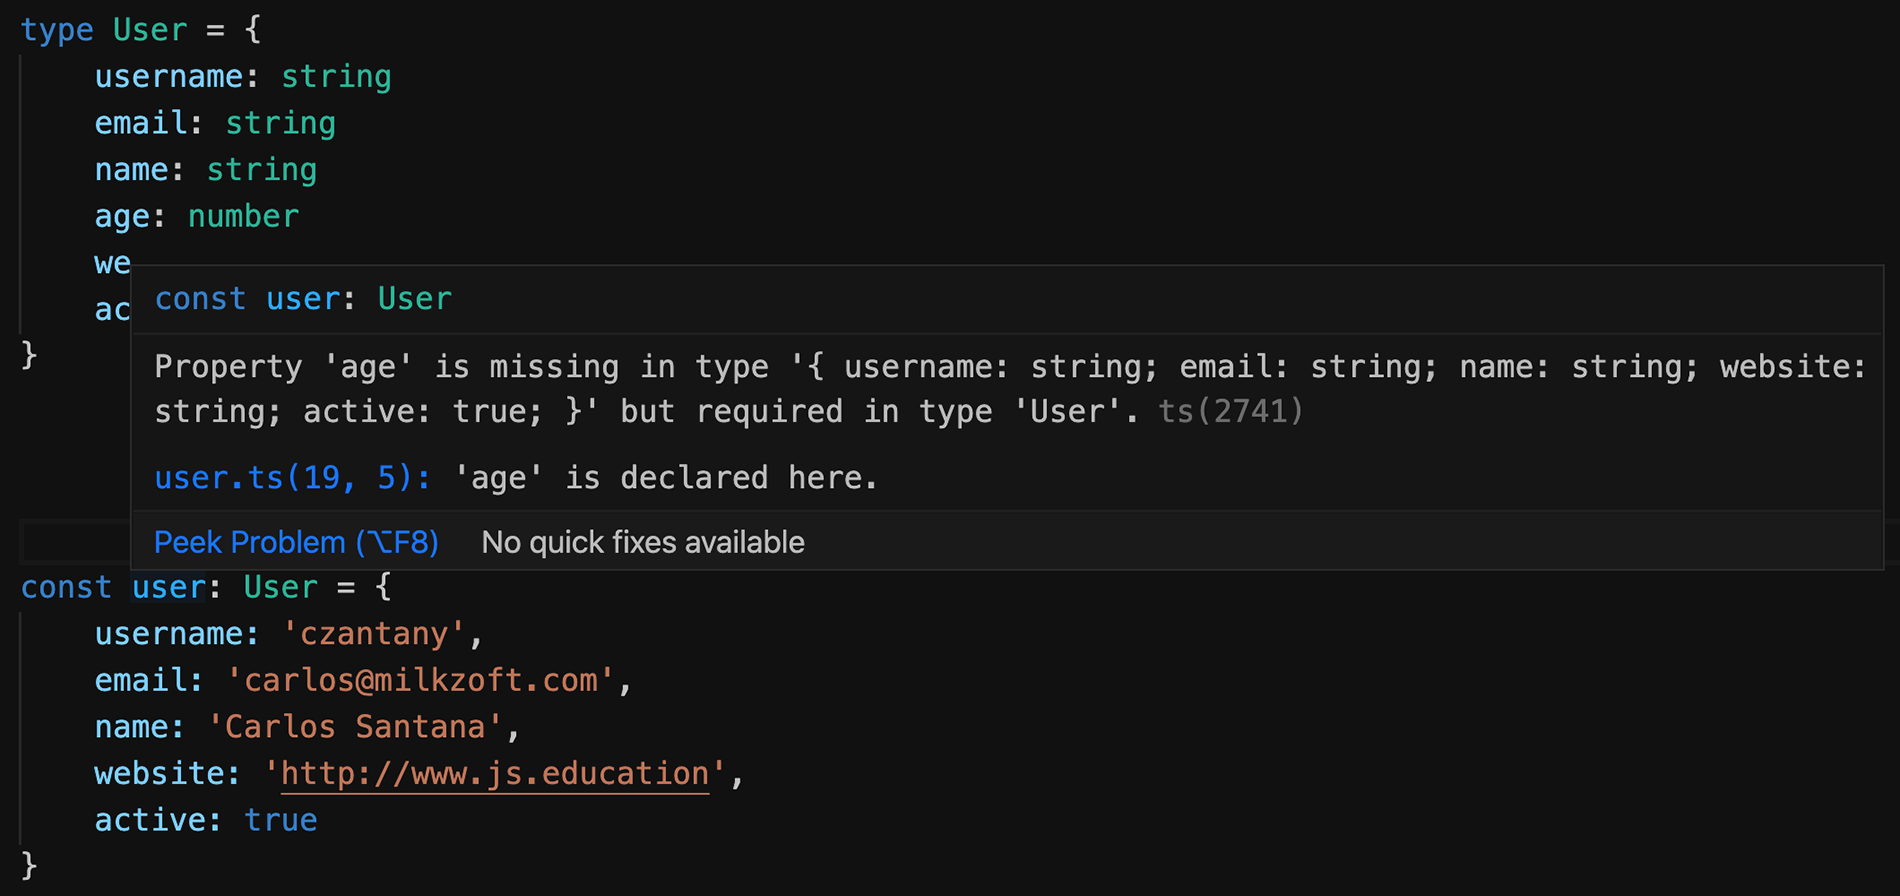 type User = {
    username: string
    email: string
    name: string
    age: number
    we
    ac
}
const user: User
Property 'age' is missing in type '{ username: string; email: string; name: string; website:
string; active: true; }' but required in type 'User'. ts(2741)
user.ts(19, 5): 'age' is declared here.
Peek Problem (⌥F8) No quick fixes available
const user: User = {
    username: 'czantany',
    email: 'carlos@milkzoft.com',
    name: 'Carlos Santana',
    website: 'http://www.js.education',
    active: true
}